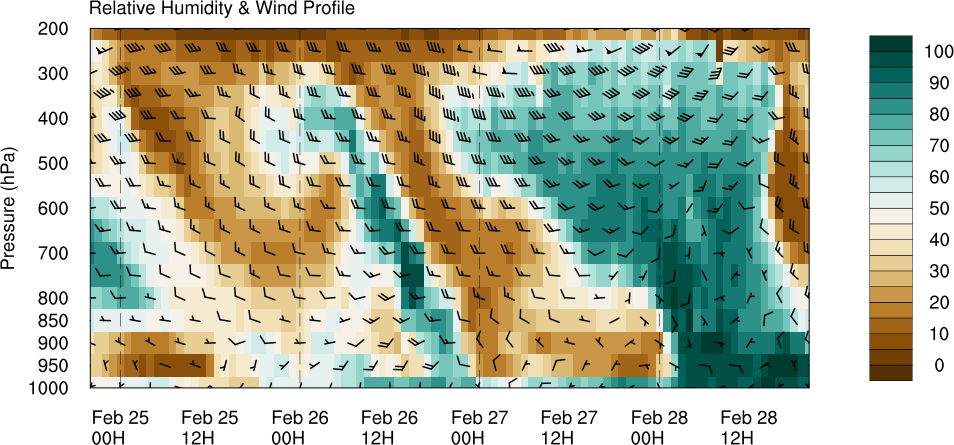 Relative Humidity & Wind Profile
200
300
400
500
600
700
800
850
900
950
1000
Pressure (hPa)
Feb 25 00H
Feb 25 12H
Feb 26 00H
Feb 26 12H
Feb 27 00H
Feb 27 12H
Feb 28 00H
Feb 28 12H
100
90
80
70
60
50
40
30
20
10
0